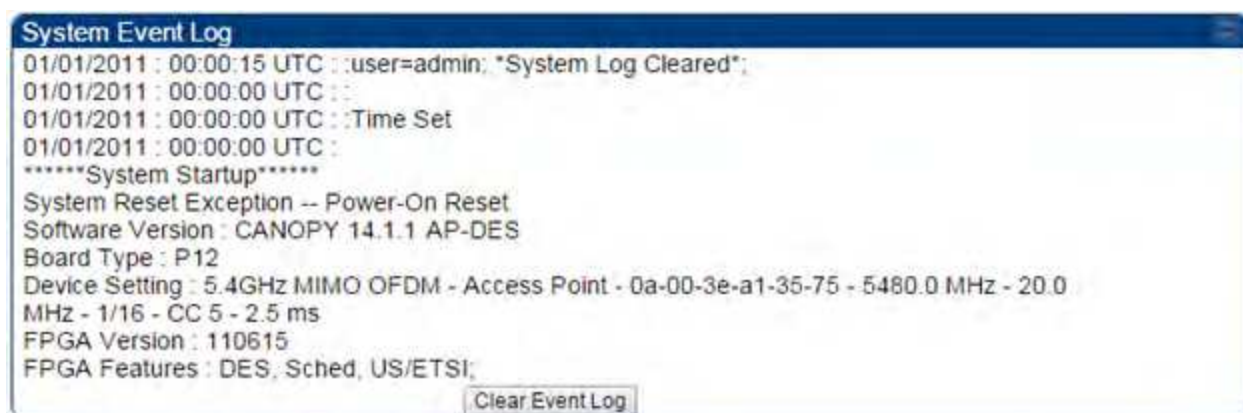 System Event Log
01/01/2011 : 00:00:15 UTC : :user=admin; *System Log Cleared*;
01/01/2011 : 00:00:00 UTC : :
01/01/2011 : 00:00:00 UTC : :Time Set
01/01/2011 : 00:00:00 UTC :
******System Startup******
System Reset Exception -- Power-On Reset
Software Version : CANOPY 14.1.1 AP-DES
Board Type : P12
Device Setting : 5.4GHz MIMO OFDM - Access Point - 0a-00-3e-a1-35-75 - 5480.0 MHz - 20.0
MHz - 1/16 - CC 5 - 2.5 ms
FPGA Version : 110615
FPGA Features : DES, Sched, US/ETSI;
Clear Event Log